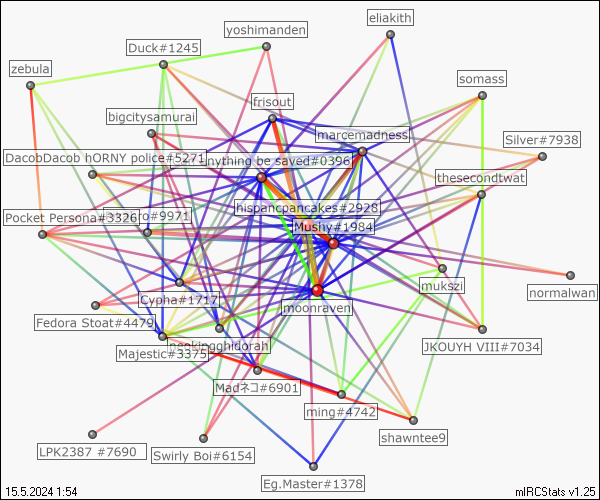 eliakith
yoshimanden
Duck#1245
zebula
somass
frisout
bigcitysamurai
marcemadness
Silver#7938
DacobDacob hORNY police#5271
nything be saved#0396
thesecondtwat
hispancpancakes#2928
Pocket Persona#3326
ro#9971
Mushy#1984
mukszi
normalwan
Cypha#1717
moonraven
Fedora Stoat#4479
pookingghidorah
JKOUYH VIII#7034
Majestic#3375
Madネコ#6901
ming#4742
shawntee9
LPK2387 #7690
Swirly Boi#6154
Eg.Master#1378
15.5.2024 1:54
mIRCStats v1.25